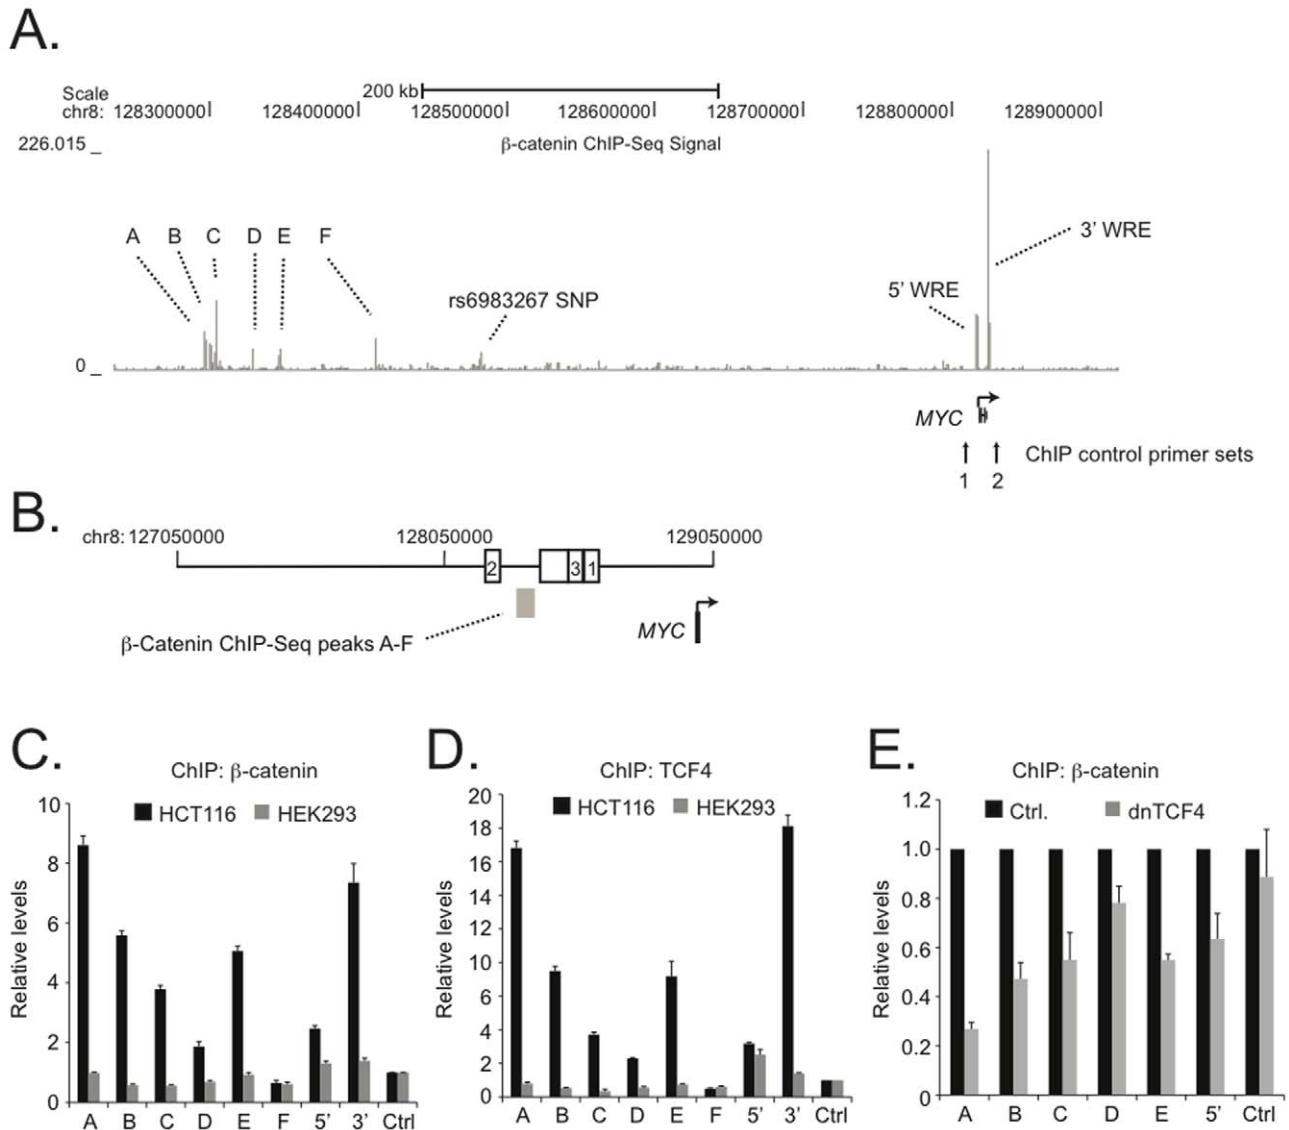 A.
Scale
200 kb
chr8: 128300000 128400000 128500000 128600000 128700000 128800000 128900000
226.015 _
β-catenin ChIP-Seq Signal
A B C D E F
3' WRE
5' WRE
rs6983267 SNP
0 _
MYC
ChIP control primer sets
1 2
B.
chr8: 127050000 128050000 129050000
2 3 1
MYC
β-Catenin ChIP-Seq peaks A-F
C.
ChIP: β-catenin
HCT116 HEK293
Relative levels
10
8
6
4
2
0
A B C D E F 5' 3' Ctrl
D.
ChIP: TCF4
HCT116 HEK293
Relative levels
20
18
16
14
12
10
8
6
4
2
0
A B C D E F 5' 3' Ctrl
E.
ChIP: β-catenin
Ctrl. dnTCF4
Relative levels
1.2
1.0
0.8
0.6
0.4
0.2
0
A B C D E 5' Ctrl